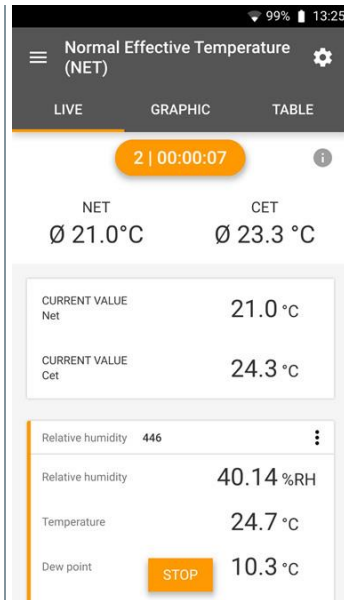 99% 13:25
Normal Effective Temperature
(NET)
LIVE GRAPHIC TABLE
2 | 00:00:07
NET CET
Ø 21.0°C Ø 23.3 °C
CURRENT VALUE
Net 21.0 °C
CURRENT VALUE
Cet 24.3 °C
Relative humidity 446
Relative humidity 40.14 %RH
Temperature 24.7 °C
Dew point 10.3 °C
STOP